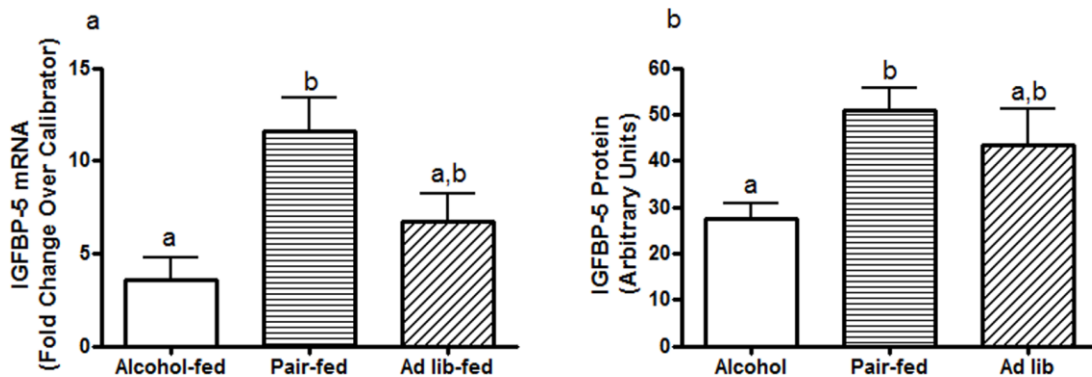 a
IGFBP-5 mRNA
(Fold Change Over Calibrator)
15
10
5
0
a
b
a,b
Alcohol-fed
Pair-fed
Ad lib-fed
b
IGFBP-5 Protein
(Arbitrary Units)
60
50
40
30
20
10
0
a
b
a,b
Alcohol
Pair-fed
Ad lib